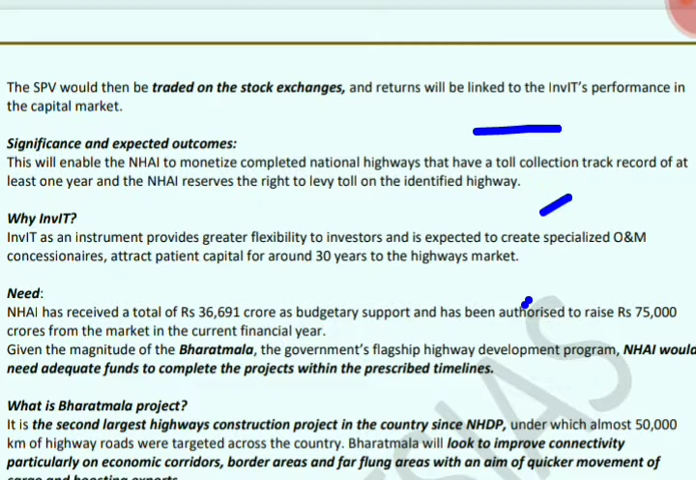 The SPV would then be traded on the stock exchanges, and returns will be linked to the InvIT’s performance in
the capital market.
Significance and expected outcomes:
This will enable the NHAI to monetize completed national highways that have a toll collection track record of at
least one year and the NHAI reserves the right to levy toll on the identified highway.
Why InvIT?
InvIT as an instrument provides greater flexibility to investors and is expected to create specialized O&M
concessionaires, attract patient capital for around 30 years to the highways market.
Need:
NHAI has received a total of Rs 36,691 crore as budgetary support and has been authorised to raise Rs 75,000
crores from the market in the current financial year.
Given the magnitude of the Bharatmala, the government’s flagship highway development program, NHAI would
need adequate funds to complete the projects within the prescribed timelines.
What is Bharatmala project?
It is the second largest highways construction project in the country since NHDP, under which almost 50,000
km of highway roads were targeted across the country. Bharatmala will look to improve connectivity
particularly on economic corridors, border areas and far flung areas with an aim of quicker movement of
cargo and boosting exports
SIAS